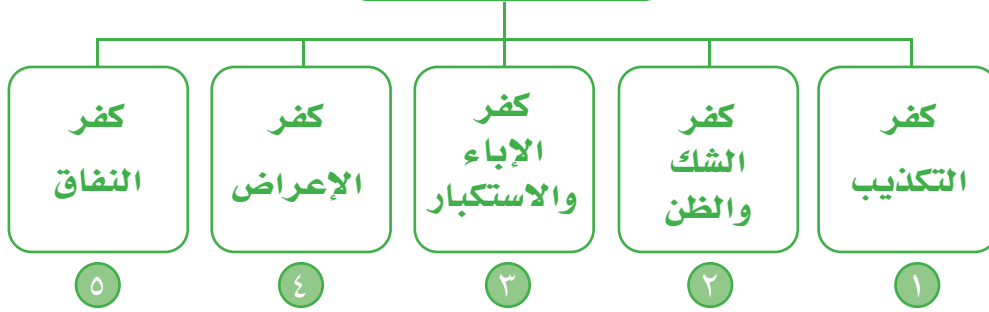 كفر
التكذيب
١
كفر
الشك
والظن
٢
كفر
الإباء
والاستكبار
٣
كفر
الإعراض
٤
كفر
النفاق
٥